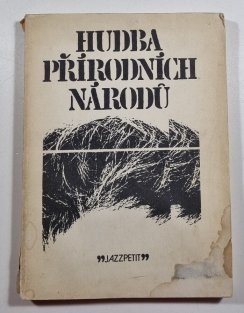 HUDBA
PŘÍRODNÍCH
NÁRODŮ
„JAZZPETIT”